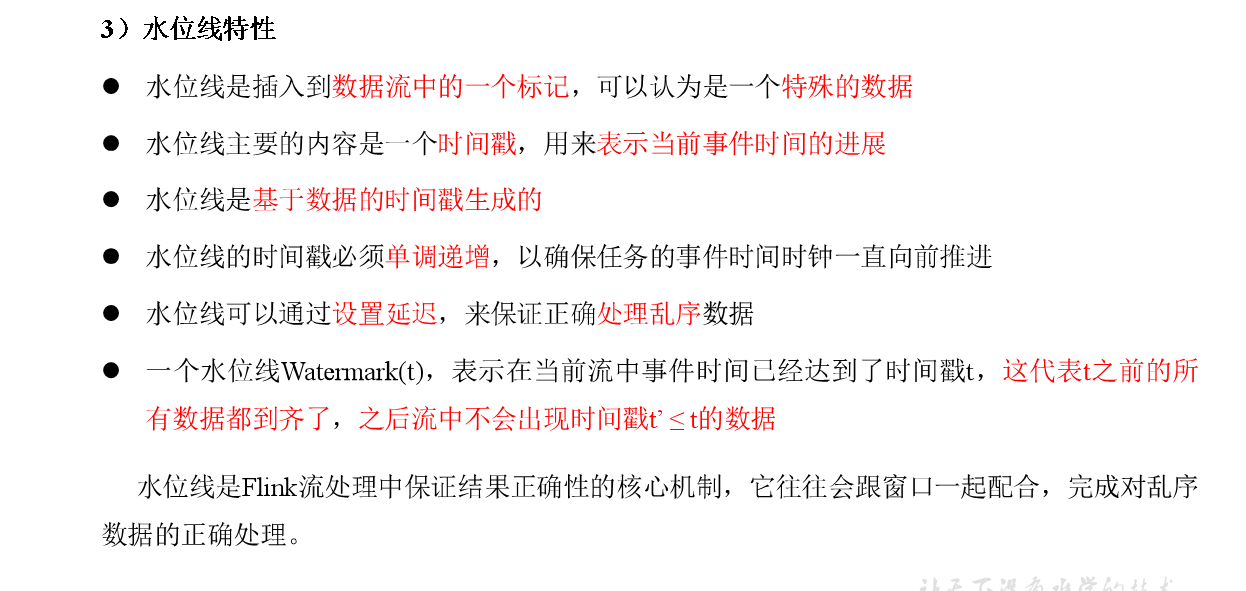 3）水位线特性
● 水位线是插入到数据流中的一个标记，可以认为是一个特殊的数据
● 水位线主要的内容是一个时间戳，用来表示当前事件时间的进展
● 水位线是基于数据的时间戳生成的
● 水位线的时间戳必须单调递增，以确保任务的事件时间时钟一直向前推进
● 水位线可以通过设置延迟，来保证正确处理乱序数据
● 一个水位线Watermark(t)，表示在当前流中事件时间已经达到了时间戳t，这代表t之前的所
有数据都到齐了，之后流中不会出现时间戳t’ ≤ t的数据
水位线是Flink流处理中保证结果正确性的核心机制，它往往会跟窗口一起配合，完成对乱序
数据的正确处理。